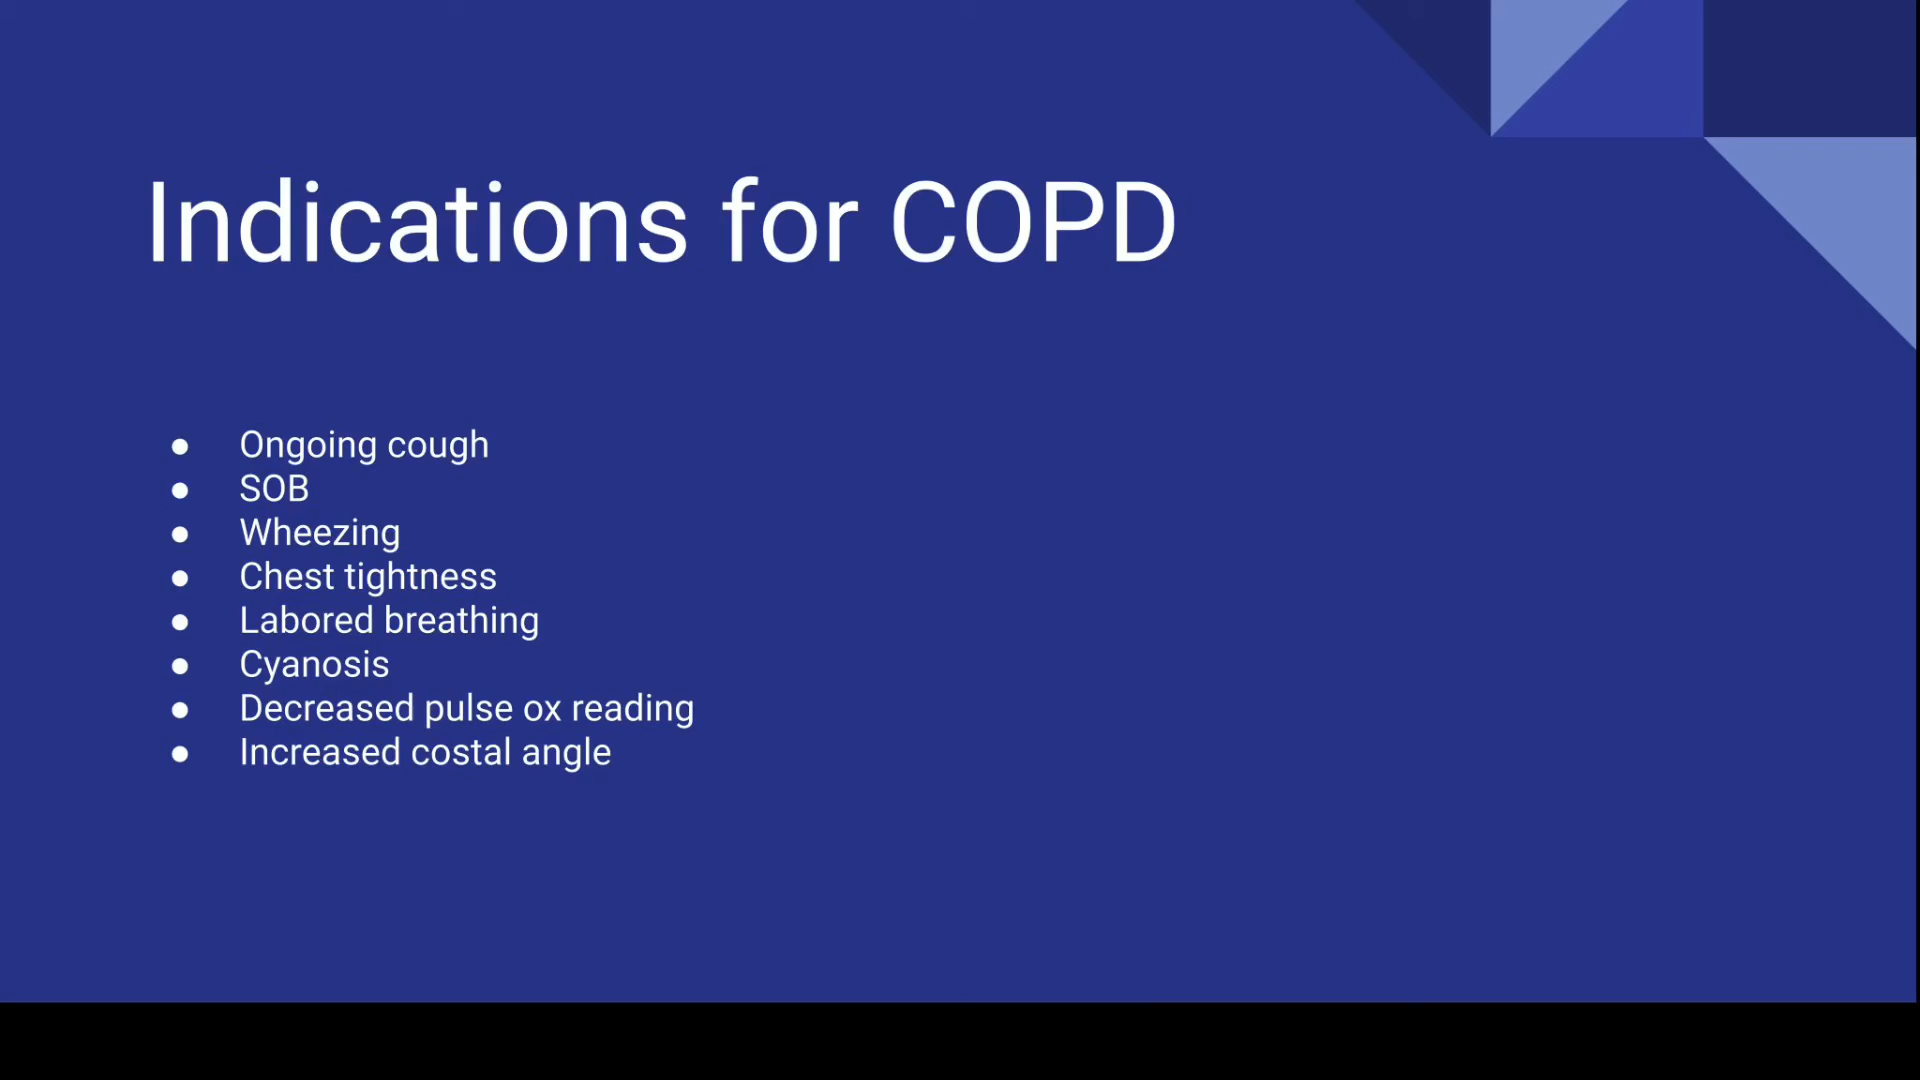 Indications for COPD
● Ongoing cough
● SOB
● Wheezing
● Chest tightness
● Labored breathing
● Cyanosis
● Decreased pulse ox reading
● Increased costal angle